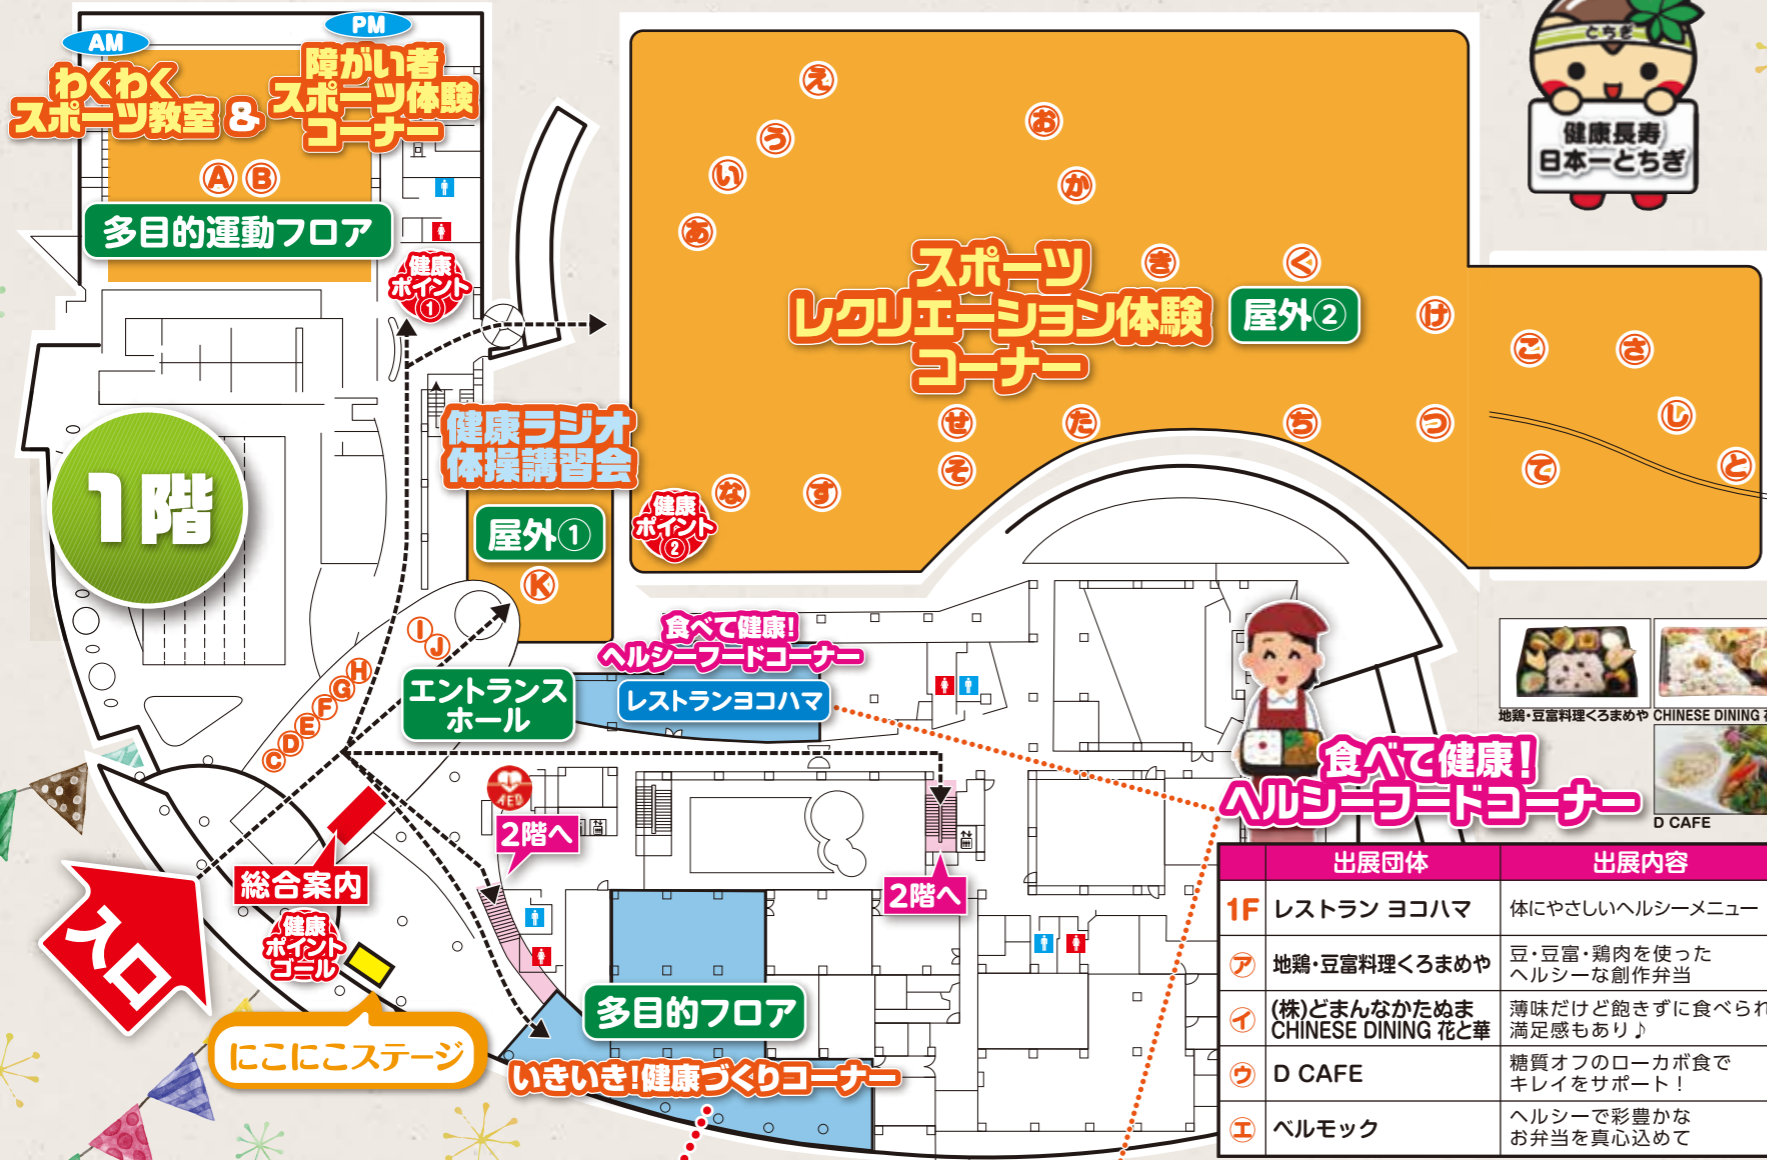 AM
わくわく
スポーツ教室
&
PM
障がい者
スポーツ体験
コーナー
A B
多目的運動フロア
健康
ポイント
①
え
う
い
あ
お
か
き
く
け
こ
さ
し
スポーツ
レクリエーション体験
コーナー
屋外②
せ
た
ち
つ
そ
て
と
な
す
健康
ポイント
②
とちぎ
健康長寿
日本一とちぎ
1階
健康ラジオ
体操講習会
屋外①
K
I
J
H
G
F
E
D
C
エントランス
ホール
食べて健康!
ヘルシーフードコーナー
レストランヨコハマ
AED
2階へ
2階へ
総合案内
入口
健康
ポイント
ゴール
にこにこステージ
多目的フロア
いきいき!健康づくりコーナー
地鶏・豆富料理くろまめや
CHINESE DINING
D CAFE
食べて健康!
ヘルシーフードコーナー
出展団体 出展内容
1F レストラン ヨコハマ 体にやさしいヘルシーメニュー
ア 地鶏・豆富料理くろまめや 豆・豆富・鶏肉を使った
ヘルシーな創作弁当
イ (株)どまんなかたぬま
CHINESE DINING 花と華 薄味だけど飽きずに食べられ
満足感もあり♪
ウ D CAFE 糖質オフのローカボ食で
キレイをサポート！
エ ベルモック ヘルシーで彩豊かな
お弁当を真心込めて